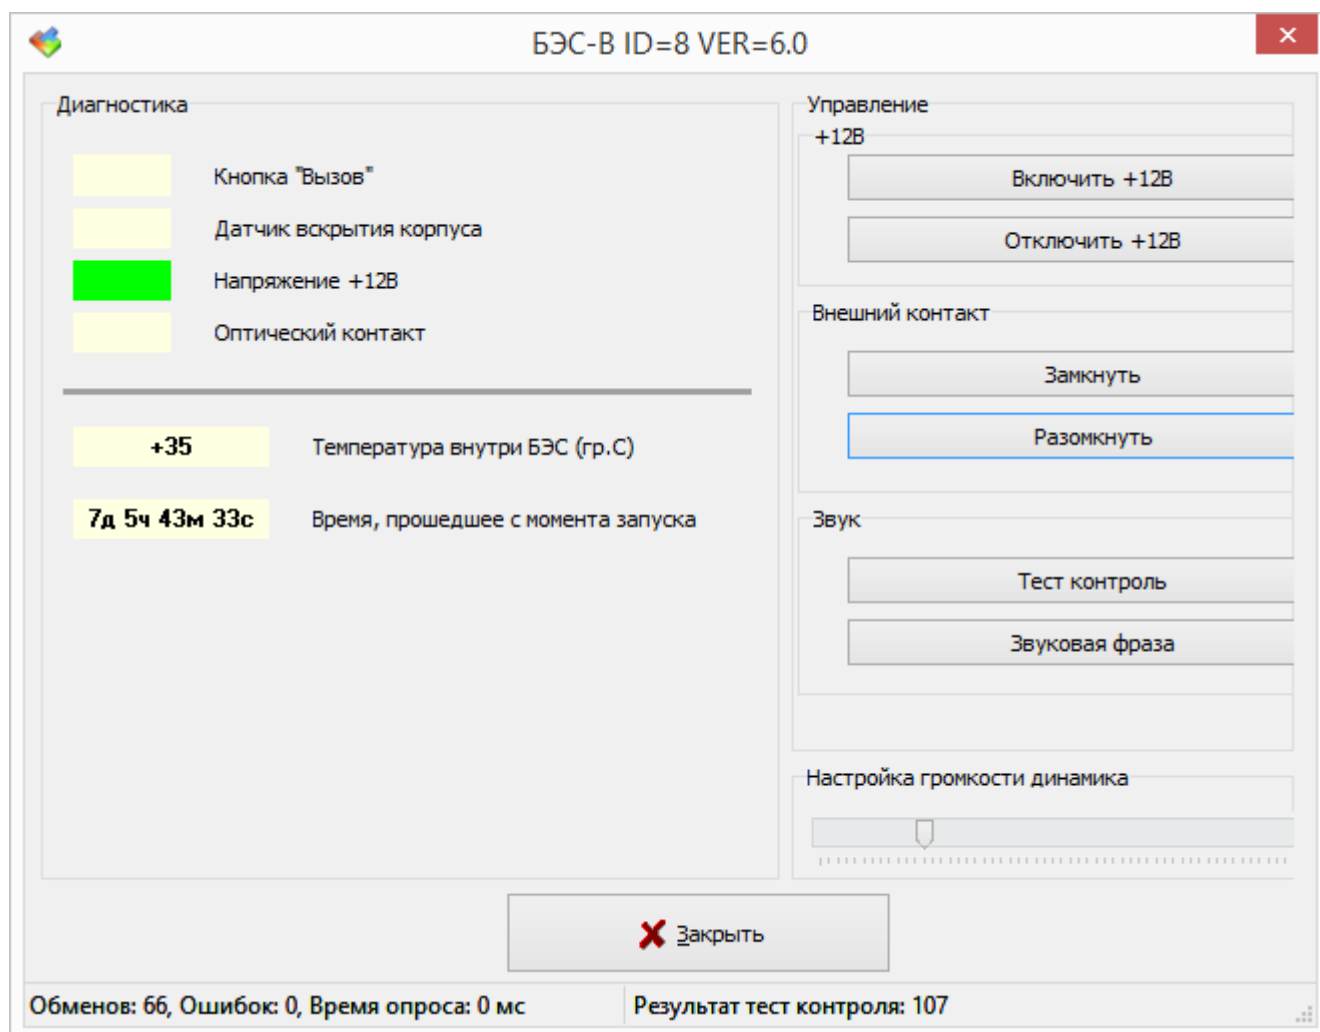 БЭС-В ID=8 VER=6.0
Диагностика
Кнопка "Вызов"
Датчик вскрытия корпуса
Напряжение +12В
Оптический контакт
+35 Температура внутри БЭС (гр.С)
7д 5ч 43м 33с Время, прошедшее с момента запуска
Управление
+12В
Включить +12В
Отключить +12В
Внешний контакт
Замкнуть
Разомкнуть
Звук
Тест контроль
Звуковая фраза
Настройка громкости динамика
Закрыть
Обменов: 66, Ошибок: 0, Время опроса: 0 мс
Результат тест контроля: 107